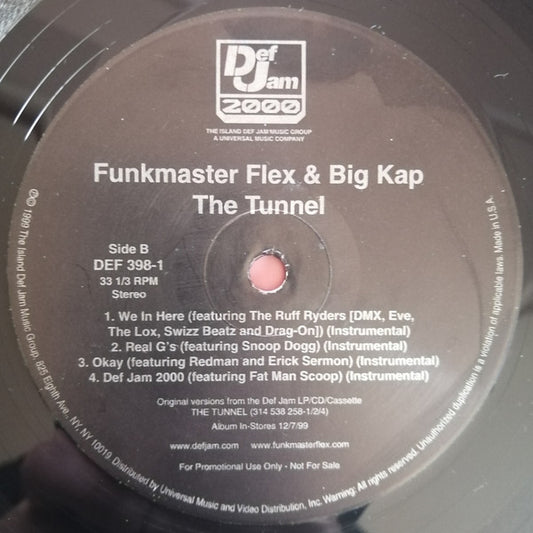 Def
Jam
2000
THE ISLAND DEF JAM MUSIC GROUP
A UNIVERSAL MUSIC COMPANY
Funkmaster Flex & Big Kap
The Tunnel
Side B
DEF 398-1
33 1/3 RPM
Stereo
1. We In Here (featuring The Ruff Ryders [DMX, Eve,
The Lox, Swizz Beatz and Drag-On]) (Instrumental)
2. Real G's (featuring Snoop Dogg) (Instrumental)
3. Okay (featuring Redman and Erick Sermon) (Instrumental)
4. Def Jam 2000 (featuring Fat Man Scoop) (Instrumental)
Original versions from the Def Jam LP/CD/Cassette
THE TUNNEL (314 538 258-1/2/4)
Album In-Stores 12/7/99
www.defjam.com www.funkmasterflex.com
For Promotional Use Only - Not For Sale
℗© 1999 The Island Def Jam Music Group, 825 Eighth Ave., NY, NY 10019. Distributed by Universal Music and Video Distribution, Inc. Warning: All rights reserved. Unauthorized duplication is a violation of applicable laws. Made in U.S.A.